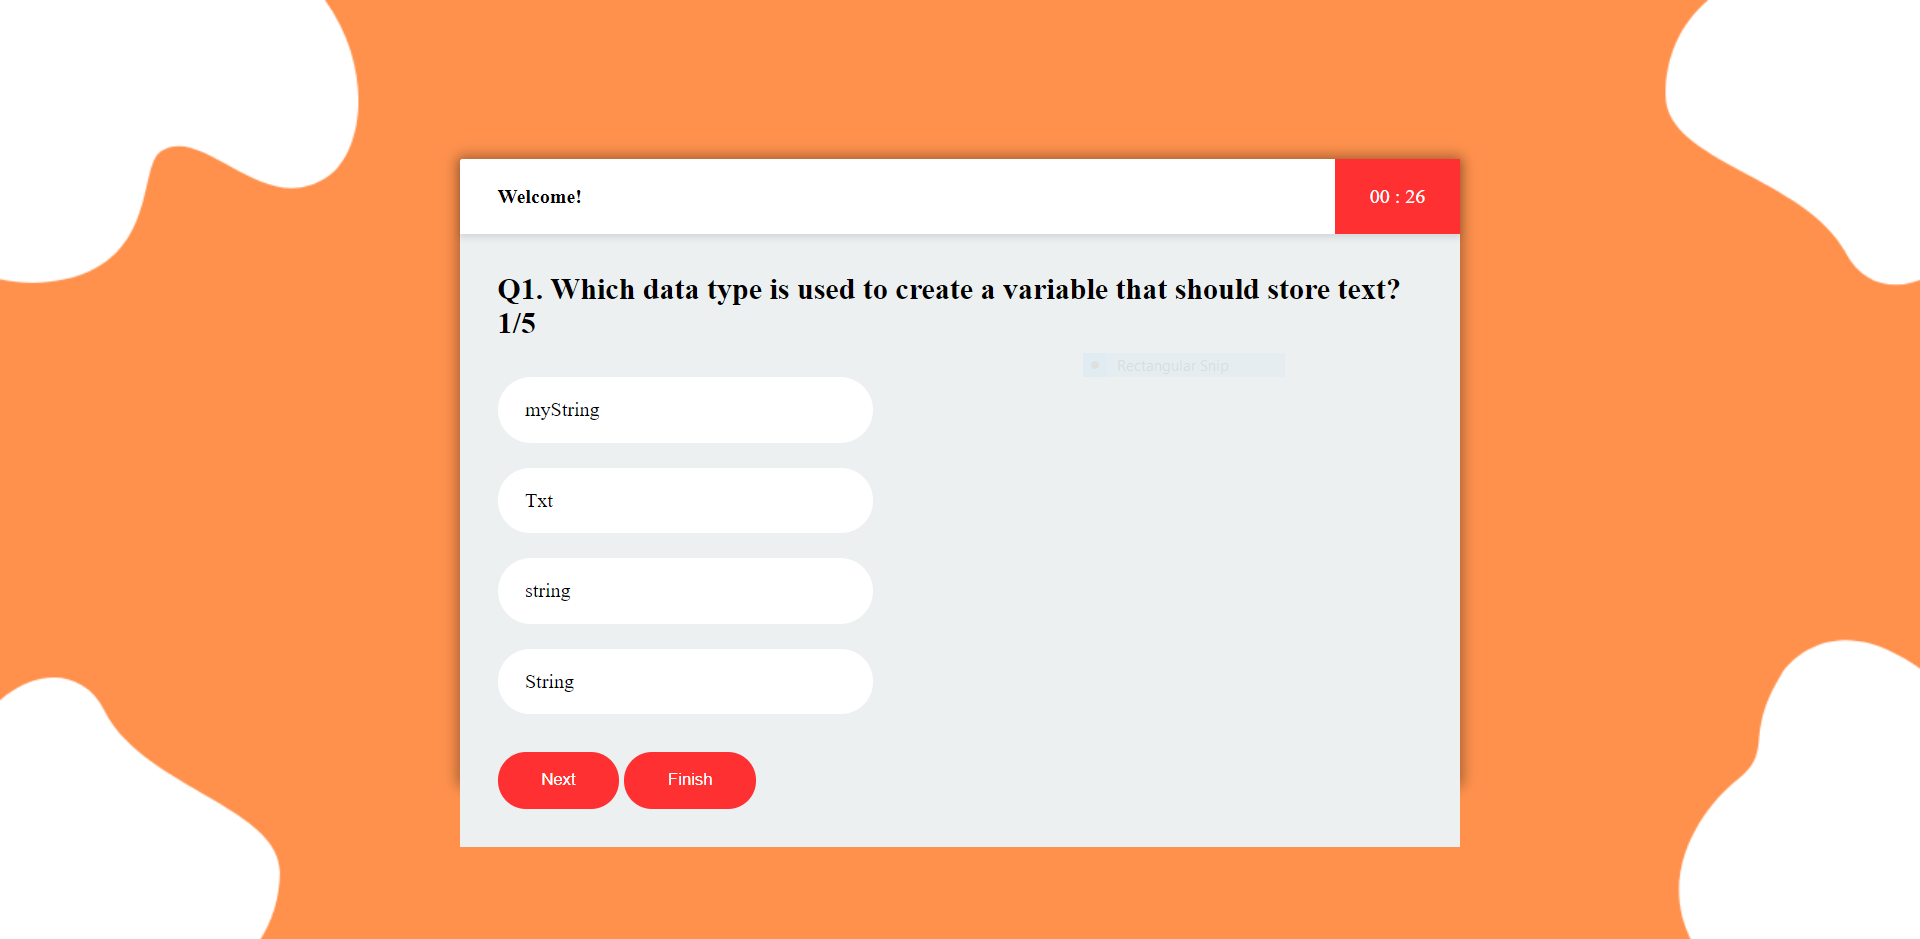 Welcome!
00 : 26
Q1. Which data type is used to create a variable that should store text?
1/5
Rectangular Snip
myString
Txt
string
String
Next
Finish